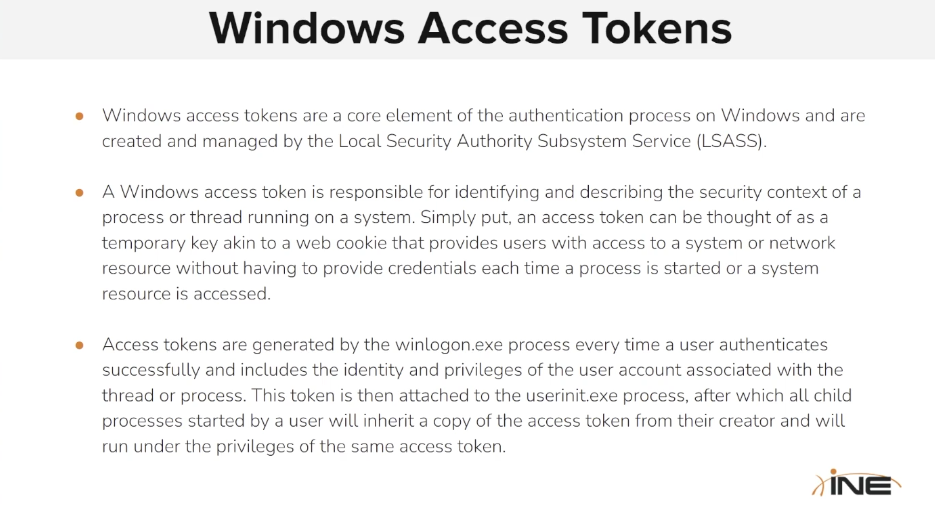 Windows Access Tokens
Windows access tokens are a core element of the authentication process on Windows and are
created and managed by the Local Security Authority Subsystem Service (LSASS).
A Windows access token is responsible for identifying and describing the security context of a
process or thread running on a system. Simply put, an access token can be thought of as a
temporary key akin to a web cookie that provides users with access to a system or network
resource without having to provide credentials each time a process is started or a system
resource is accessed.
Access tokens are generated by the winlogon.exe process every time a user authenticates
successfully and includes the identity and privileges of the user account associated with the
thread or process. This token is then attached to the userinit.exe process, after which all child
processes started by a user will inherit a copy of the access token from their creator and will
run under the privileges of the same access token.
iNE